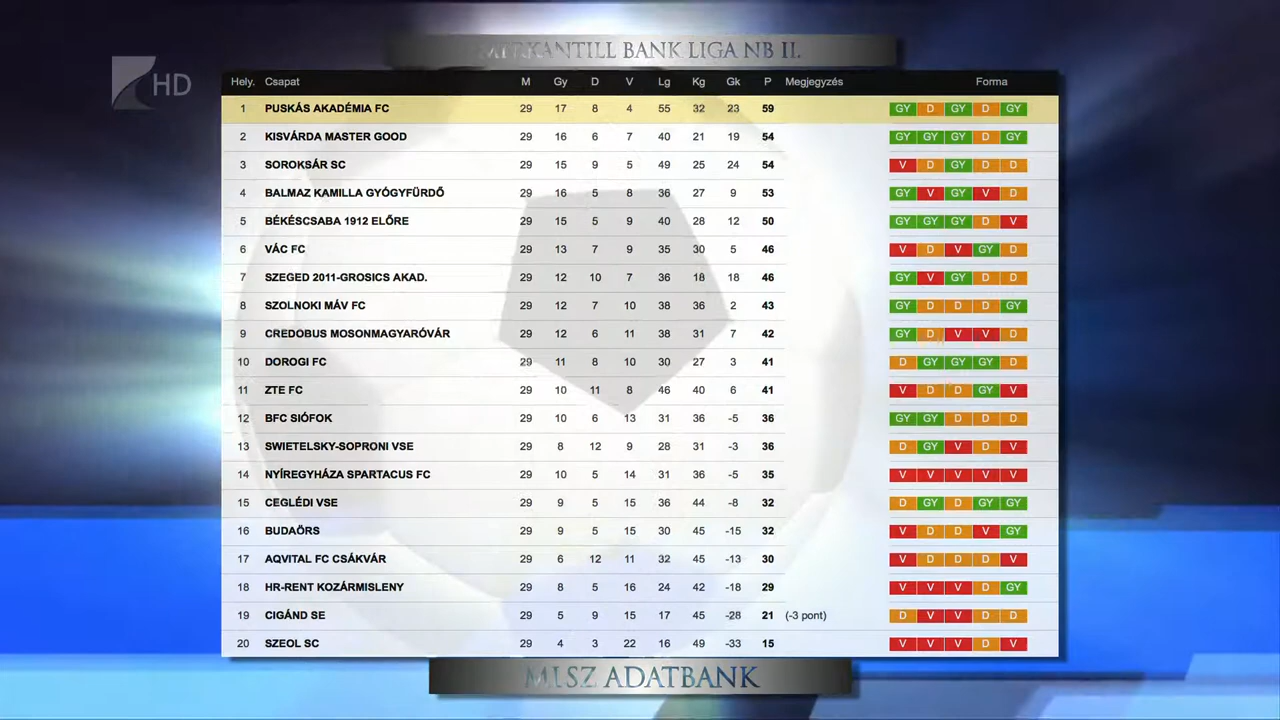 MERKANTILL BANK LIGA NB II.
HD
Hely. Csapat M Gy D V Lg Kg Gk P Megjegyzés Forma
1 PUSKÁS AKADÉMIA FC 29 17 8 4 55 32 23 59 GY D GY D GY
2 KISVÁRDA MASTER GOOD 29 16 6 7 40 21 19 54 GY GY GY D GY
3 SOROKSÁR SC 29 15 9 5 49 25 24 54 V D GY D D
4 BALMAZ KAMILLA GYÓGYFÜRDŐ 29 16 5 8 36 27 9 53 GY V GY V D
5 BÉKÉSCSABA 1912 ELŐRE 29 15 5 9 40 28 12 50 GY GY GY D V
6 VÁC FC 29 13 7 9 35 30 5 46 V D V GY D
7 SZEGED 2011-GROSICS AKAD. 29 12 10 7 36 18 18 46 GY V GY D D
8 SZOLNOKI MÁV FC 29 12 7 10 38 36 43 GY D D D GY
9 CREDOBUS MOSONMAGYARÓVÁR 29 12 6 11 38 31 7 42 GY D V V D
10 DOROGI FC 29 11 8 10 30 27 3 41 D GY GY GY D
11 ZTE FC 29 10 11 8 46 40 6 41 V D D GY V
12 BFC SIÓFOK 29 10 6 13 31 36 -5 36 GY GY D D D
13 SWIETELSKY-SOPRONI VSE 29 8 12 9 28 31 -3 36 D GY V D V
14 NYÍREGYHÁZA SPARTACUS FC 29 10 5 14 31 36 -5 35 V V V V V
15 CEGLÉDI VSE 29 9 5 15 36 44 -8 32 D GY D GY GY
16 BUDAÖRS 29 9 5 15 30 45 -15 32 V D D V GY
17 AQVITAL FC CSÁKVÁR 29 6 12 11 32 45 -13 30 V D D D V
18 HR-RENT KOZÁRMISLENY 29 8 5 16 24 42 -18 29 V V V D GY
19 CIGÁND SE 29 5 9 15 17 45 -28 21 (-3 pont) D V V D D
20 SZEOL SC 29 4 3 22 16 49 -33 15 V V V D V
MLSZ ADATBANK